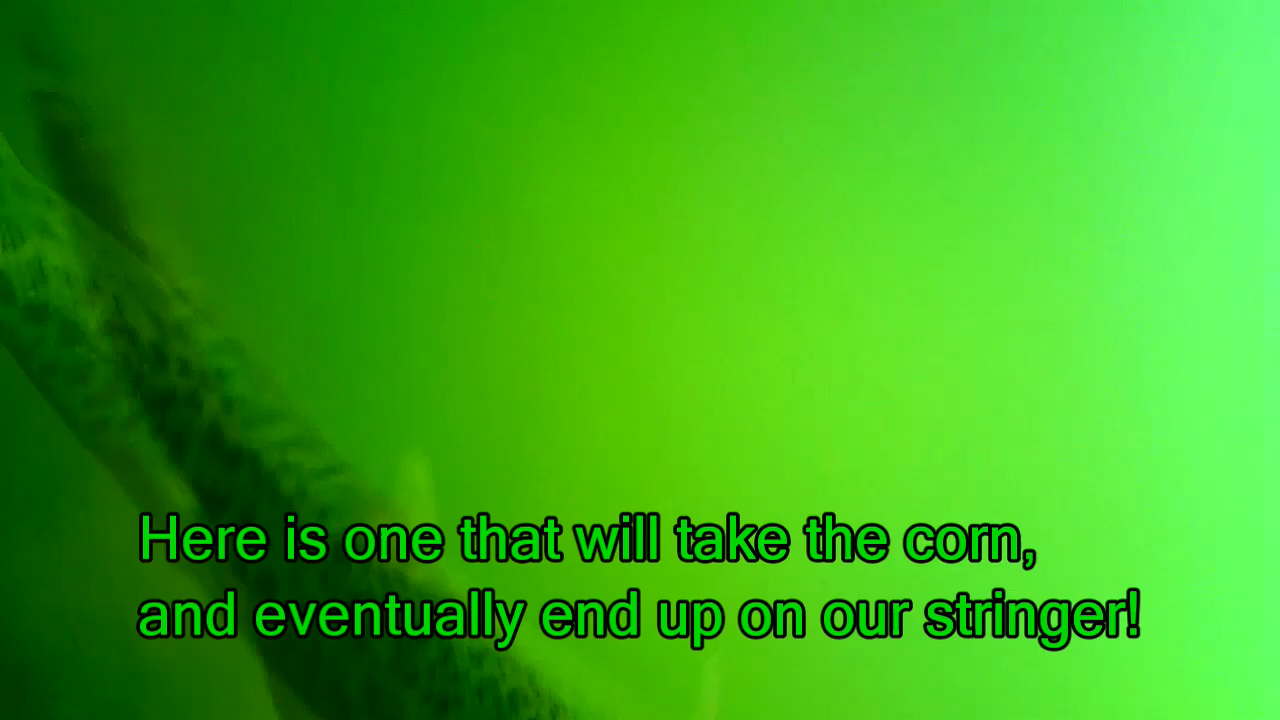 Here is one that will take the corn,
and eventually end up on our stringer!